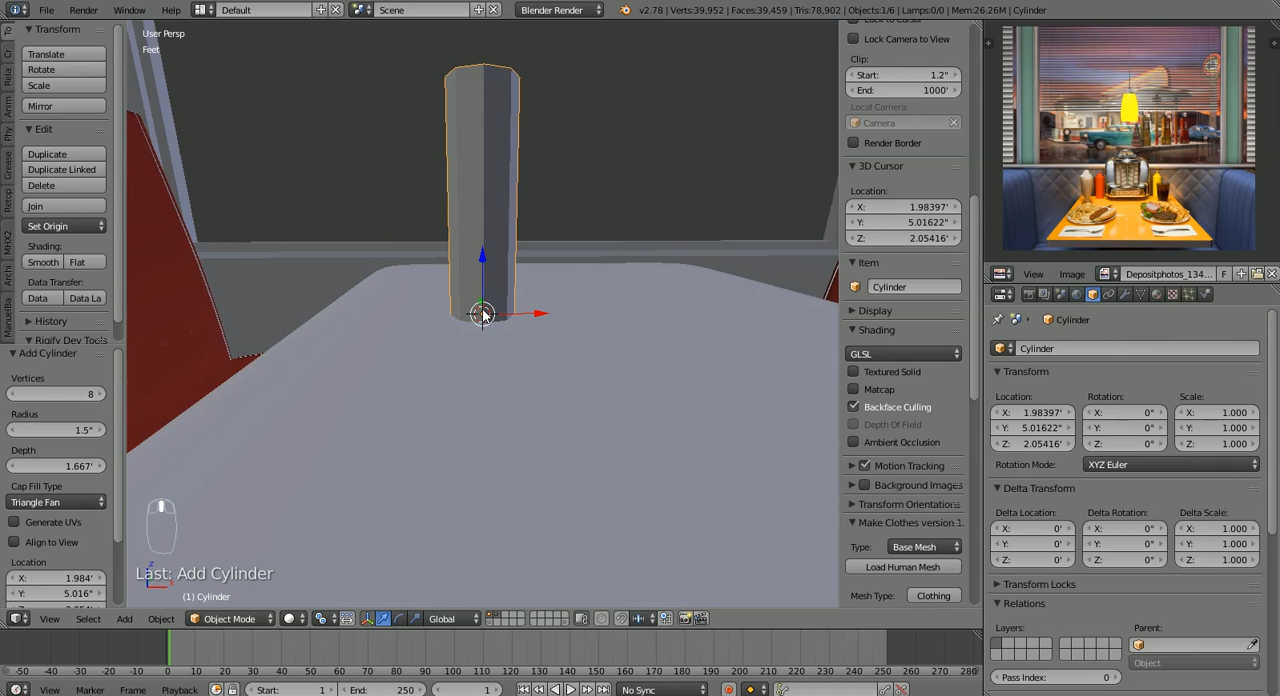 File Render Window Help Default Scene Blender Render v2.78 | Verts:39,952 | Faces:39,459 | Tris:78,902 | Objects:1/6 | Lamps:0/0 | Mem:26.26M | Cylinder
Transform
Translate
Rotate
Scale
Mirror
Edit
Duplicate
Duplicate Linked
Delete
Join
Set Origin
Shading:
Smooth Flat
Data Transfer:
Data Data La
History
Rigify Dev Tools
Add Cylinder
Vertices
8
Radius
1.5"
Depth
1.667'
Cap Fill Type
Triangle Fan
Generate UVs
Align to View
Location
X: 1.984'
Y: 5.016'
User Persp
Feet
Last: Add Cylinder
(1) Cylinder
View Select Add Object Object Mode Global
Lock Camera to View
Clip:
Start: 1.2"
End: 1000'
Local Camera:
Camera
Render Border
3D Cursor
Location:
X: 1.98397'
Y: 5.01622'
Z: 2.05416'
Item
Cylinder
Display
Shading
GLSL
Textured Solid
Matcap
Backface Culling
Depth Of Field
Ambient Occlusion
Motion Tracking
Background Images
Transform Orientations
Make Clothes version 1.
Type: Base Mesh
Load Human Mesh
Mesh Type: Clothing
View Image Depositphotos_134... F
Cylinder
Cylinder
Transform
Location: Rotation: Scale:
X: 1.98397' X: 0° X: 1.000
Y: 5.01622' Y: 0° Y: 1.000
Z: 2.05416' Z: 0° Z: 1.000
Rotation Mode: XYZ Euler
Delta Transform
Delta Location: Delta Rotation: Delta Scale:
X: 0' X: 0° X: 1.000
Y: 0' Y: 0° Y: 1.000
Z: 0' Z: 0° Z: 1.000
Transform Locks
Relations
Layers: Parent:
Object
Pass Index: 0
-50 -40 -30 -20 -10 0 10 20 30 40 50 60 70 80 90 100 110 120 130 140 150 160 170 180 190 200 210 220 230 240 250 260 270 280
View Marker Frame Playback Start: 1 End: 250 1 No Sync